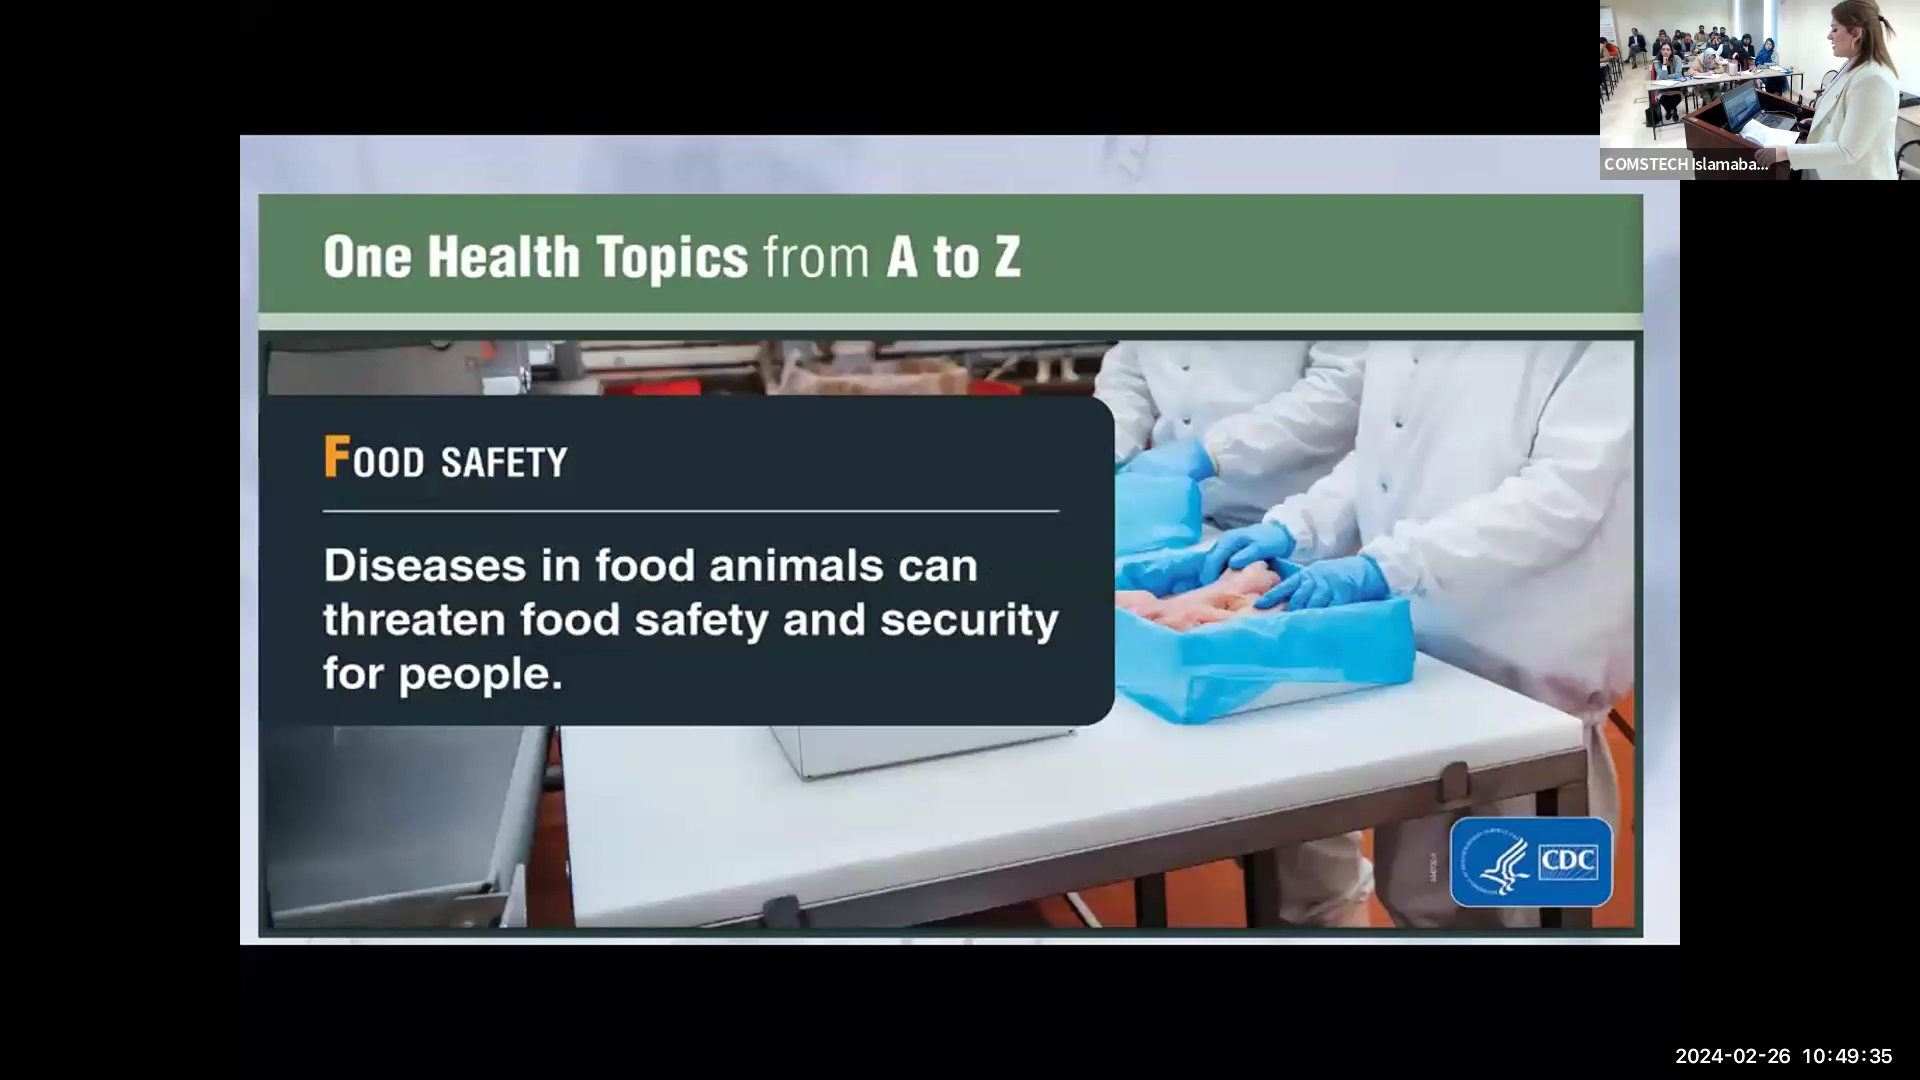 COMSTECH Islamaba...
One Health Topics from A to Z
FOOD SAFETY
Diseases in food animals can
threaten food safety and security
for people.
CDC
2024-02-26 10:49:35